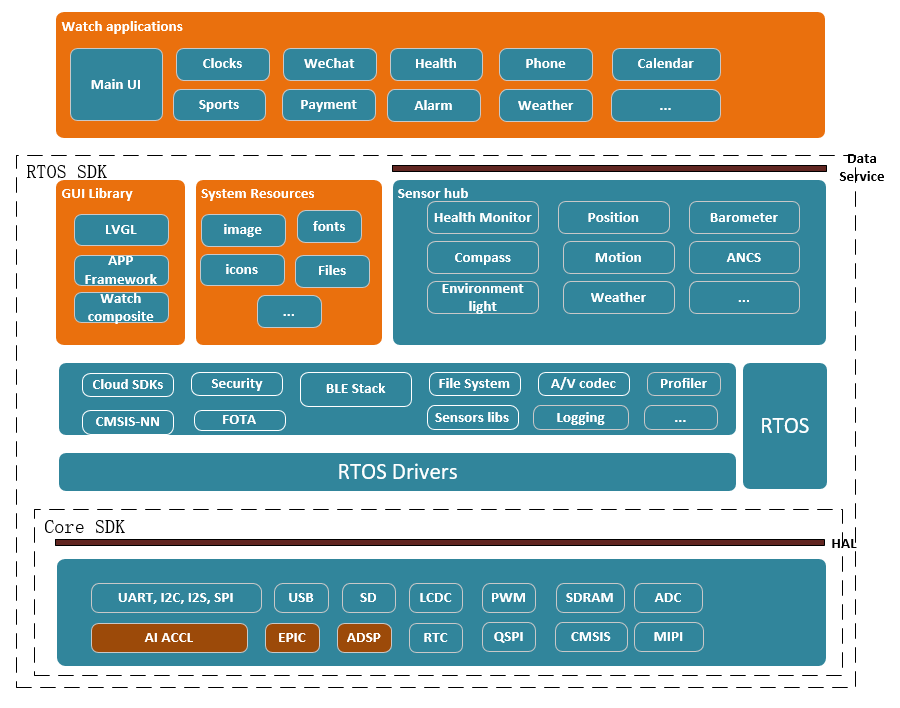 Watch applications
Main UI
Clocks
WeChat
Health
Phone
Calendar
Sports
Payment
Alarm
Weather
...
RTOS SDK
Data
Service
GUI Library
LVGL
APP
Framework
Watch
composite
System Resources
image
fonts
icons
Files
...
Sensor hub
Health Monitor
Position
Barometer
Compass
Motion
ANCS
Environment
light
Weather
...
Cloud SDKs
Security
BLE Stack
File System
A/V codec
Profiler
CMSIS-NN
FOTA
Sensors libs
Logging
...
RTOS
RTOS Drivers
Core SDK
HAL
UART, I2C, I2S, SPI
USB
SD
LCDC
PWM
SDRAM
ADC
AI ACCL
EPIC
ADSP
RTC
QSPI
CMSIS
MIPI